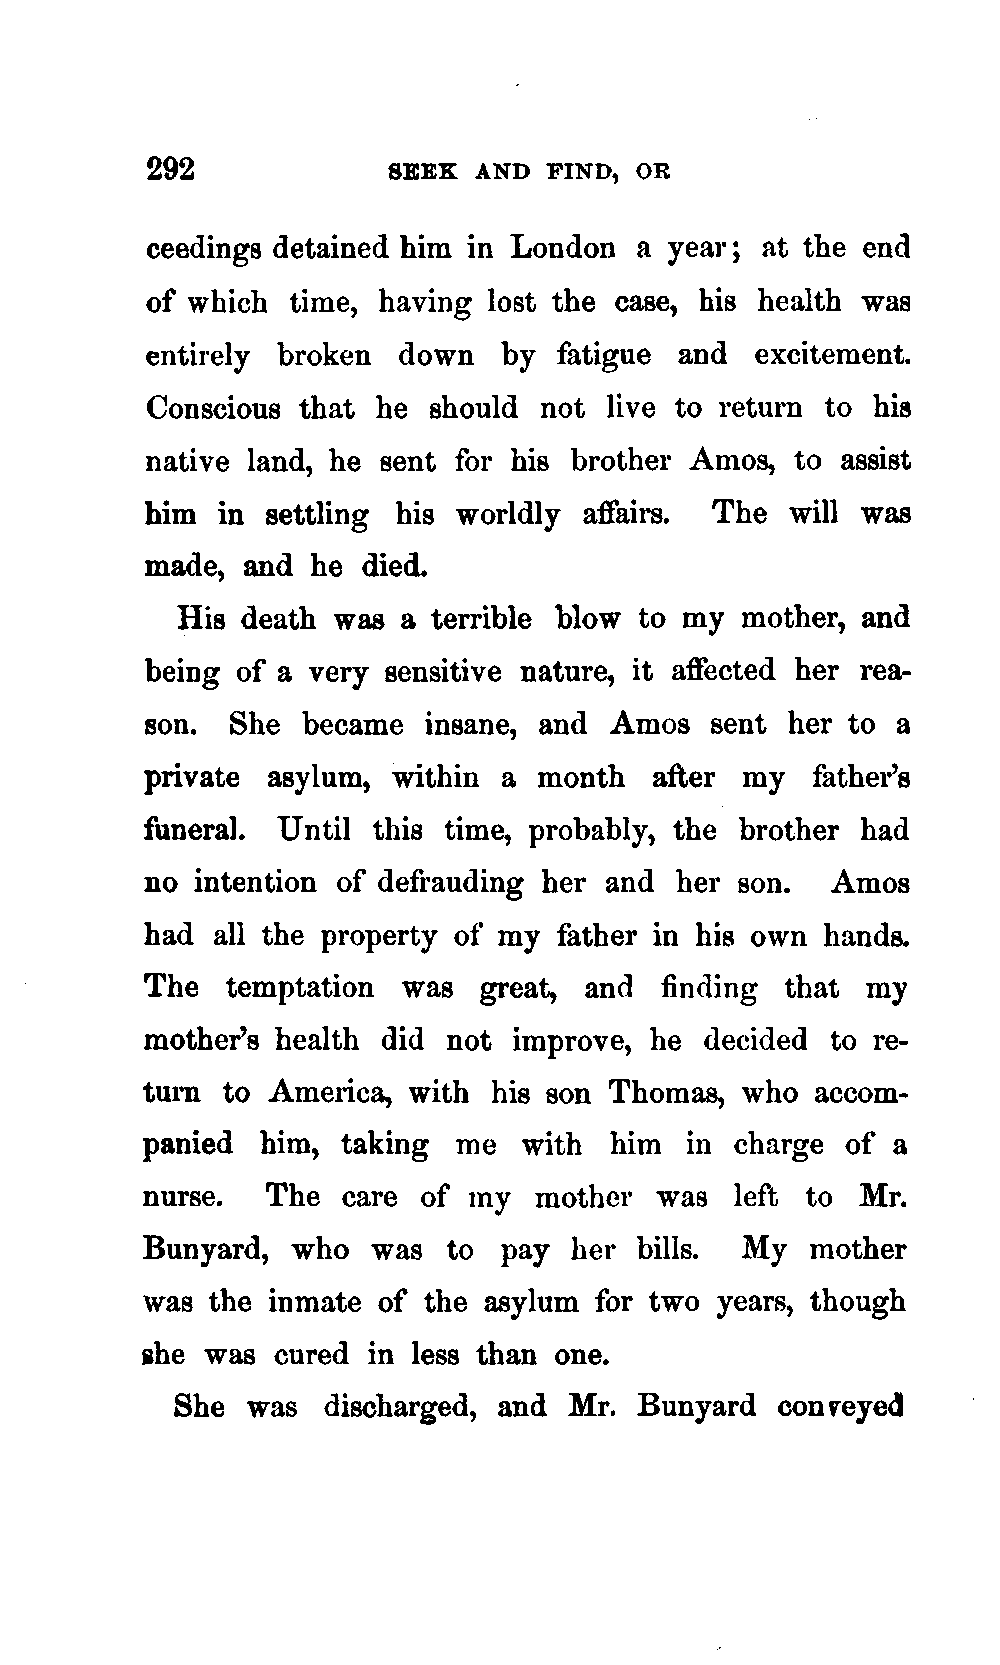 292 SEEK AND FIND, OR
ceedings detained him in London a year; at the end
of which time, having lost the case, his health was
entirely broken down by fatigue and excitement.
Conscious that he should not live to return to his
native land, he sent for his brother Amos, to assist
him in settling his worldly affairs. The will was
made, and he died.
His death was a terrible blow to my mother, and
being of a very sensitive nature, it affected her rea-
son. She became insane, and Amos sent her to a
private asylum, within a month after my father's
funeral. Until this time, probably, the brother had
no intention of defrauding her and her son. Amos
had all the property of my father in his own hands.
The temptation was great, and finding that my
mother's health did not improve, he decided to re-
turn to America, with his son Thomas, who accom-
panied him, taking me with him in charge of a
nurse. The care of my mother was left to Mr.
Bunyard, who was to pay her bills. My mother
was the inmate of the asylum for two years, though
she was cured in less than one.
She was discharged, and Mr. Bunyard conveyed